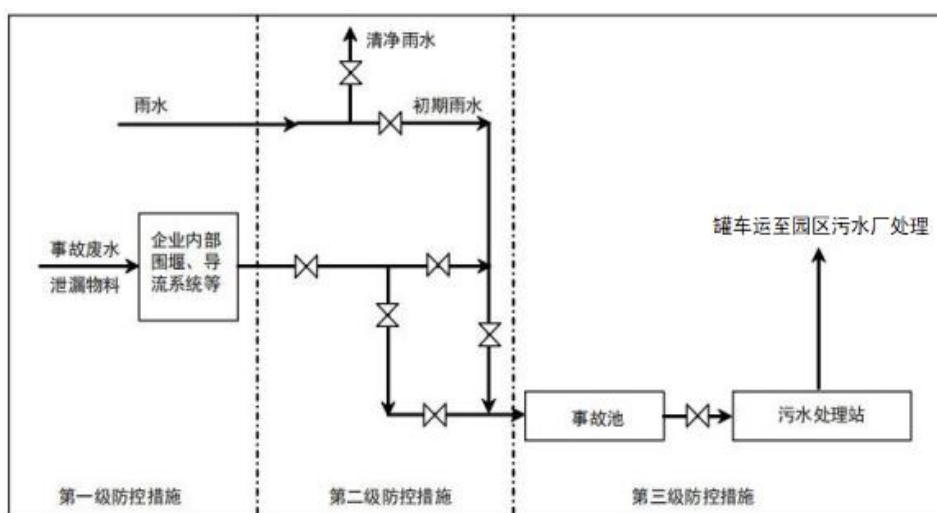 清净雨水
雨水
初期雨水
事故废水
泄漏物料
企业内部
围堰、导
流系统等
罐车运至园区污水厂处理
事故池
污水处理站
第一级防控措施
第二级防控措施
第三级防控措施